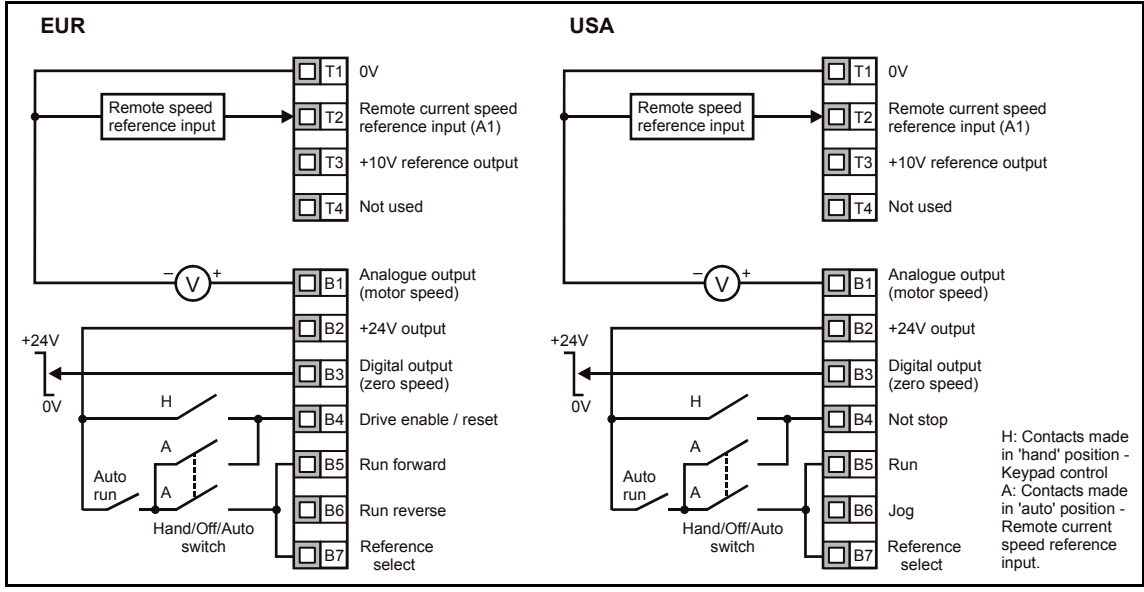 EUR
T1 0V
Remote speed
reference input
T2 Remote current speed
reference input (A1)
T3 +10V reference output
T4 Not used
– V +
B1 Analogue output
(motor speed)
B2 +24V output
+24V
0V
B3 Digital output
(zero speed)
H
B4 Drive enable / reset
A
B5 Run forward
Auto
run
A
B6 Run reverse
Hand/Off/Auto
switch
B7 Reference
select
USA
T1 0V
Remote speed
reference input
T2 Remote current speed
reference input (A1)
T3 +10V reference output
T4 Not used
– V +
B1 Analogue output
(motor speed)
B2 +24V output
+24V
0V
B3 Digital output
(zero speed)
H
B4 Not stop
A
B5 Run
Auto
run
A
B6 Jog
Hand/Off/Auto
switch
B7 Reference
select
H: Contacts made
in 'hand' position -
Keypad control
A: Contacts made
in 'auto' position -
Remote current
speed reference
input.